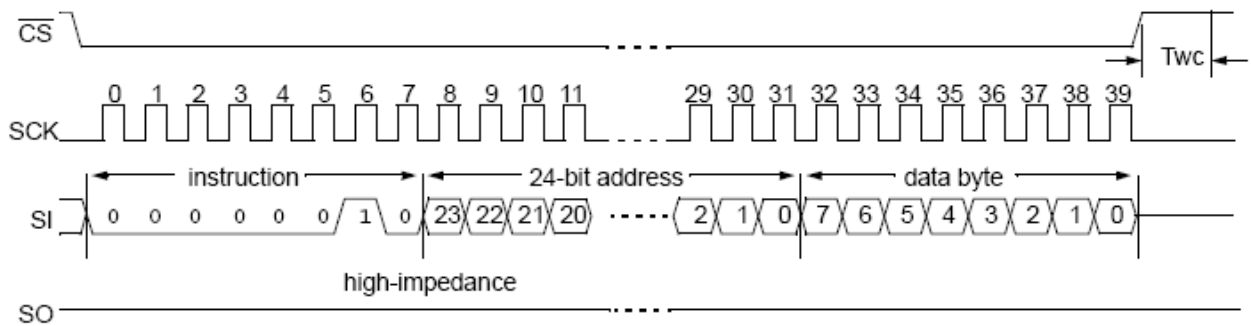 CS
Twc
0 1 2 3 4 5 6 7 8 9 10 11 29 30 31 32 33 34 35 36 37 38 39
SCK
instruction 24-bit address data byte
SI 0 0 0 0 0 0 1 0 23 22 21 20 2 1 0 7 6 5 4 3 2 1 0
high-impedance
SO